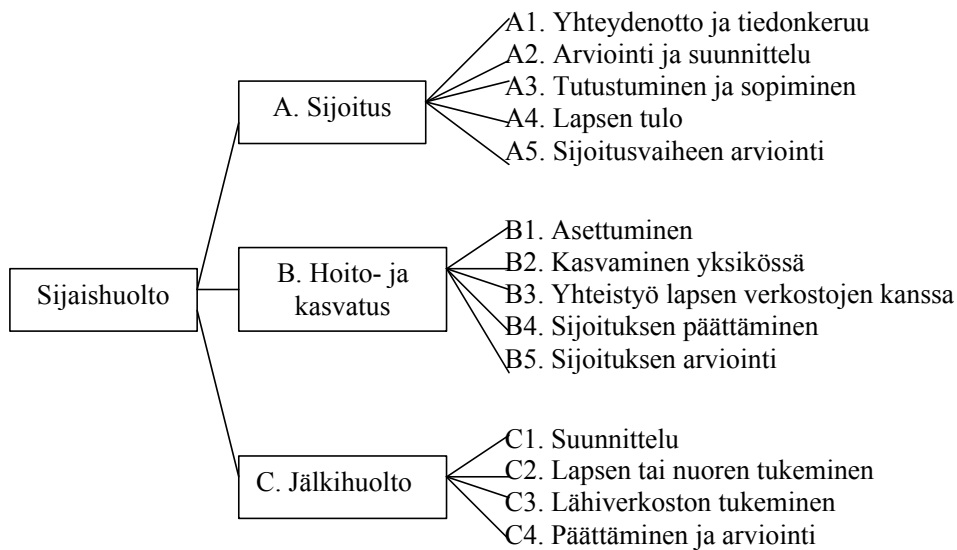 Sijaishuolto
A. Sijoitus
A1. Yhteydenotto ja tiedonkeruu
A2. Arviointi ja suunnittelu
A3. Tutustuminen ja sopiminen
A4. Lapsen tulo
A5. Sijoitusvaiheen arviointi
B. Hoito- ja
kasvatus
B1. Asettuminen
B2. Kasvaminen yksikössä
B3. Yhteistyö lapsen verkostojen kanssa
B4. Sijoituksen päättäminen
B5. Sijoituksen arviointi
C. Jälkihuolto
C1. Suunnittelu
C2. Lapsen tai nuoren tukeminen
C3. Lähiverkoston tukeminen
C4. Päättäminen ja arviointi